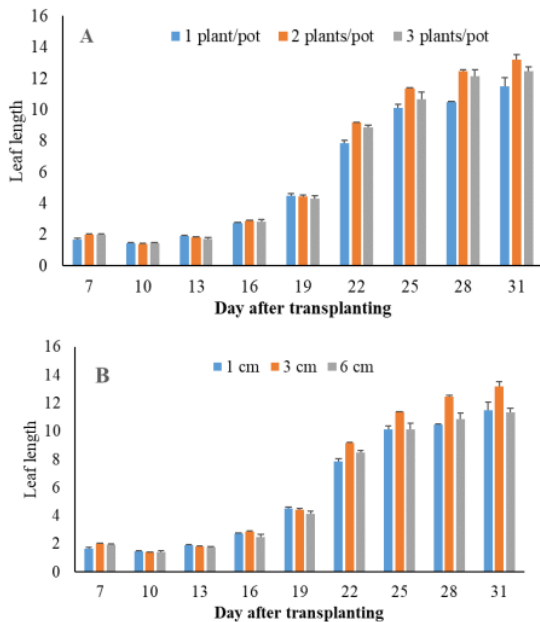 16
A
1 plant/pot 2 plants/pot 3 plants/pot
14
12
10
8
6
4
2
0
Leaf length
7 10 13 16 19 22 25 28 31
Day after transplanting
16
B
1 cm 3 cm 6 cm
14
12
10
8
6
4
2
0
Leaf length
7 10 13 16 19 22 25 28 31
Day after transplanting